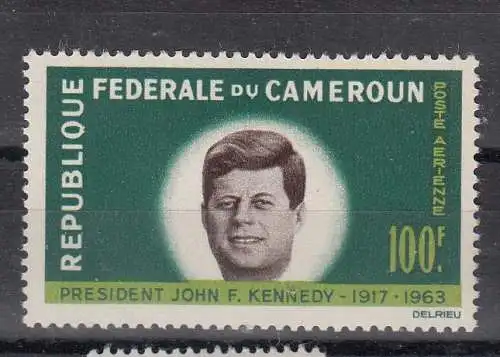 REPUBLIQUE
FEDERALE DU CAMEROUN
POSTE AERIENNE
100F.
PRESIDENT JOHN F. KENNEDY - 1917 - 1963
DELRIEU